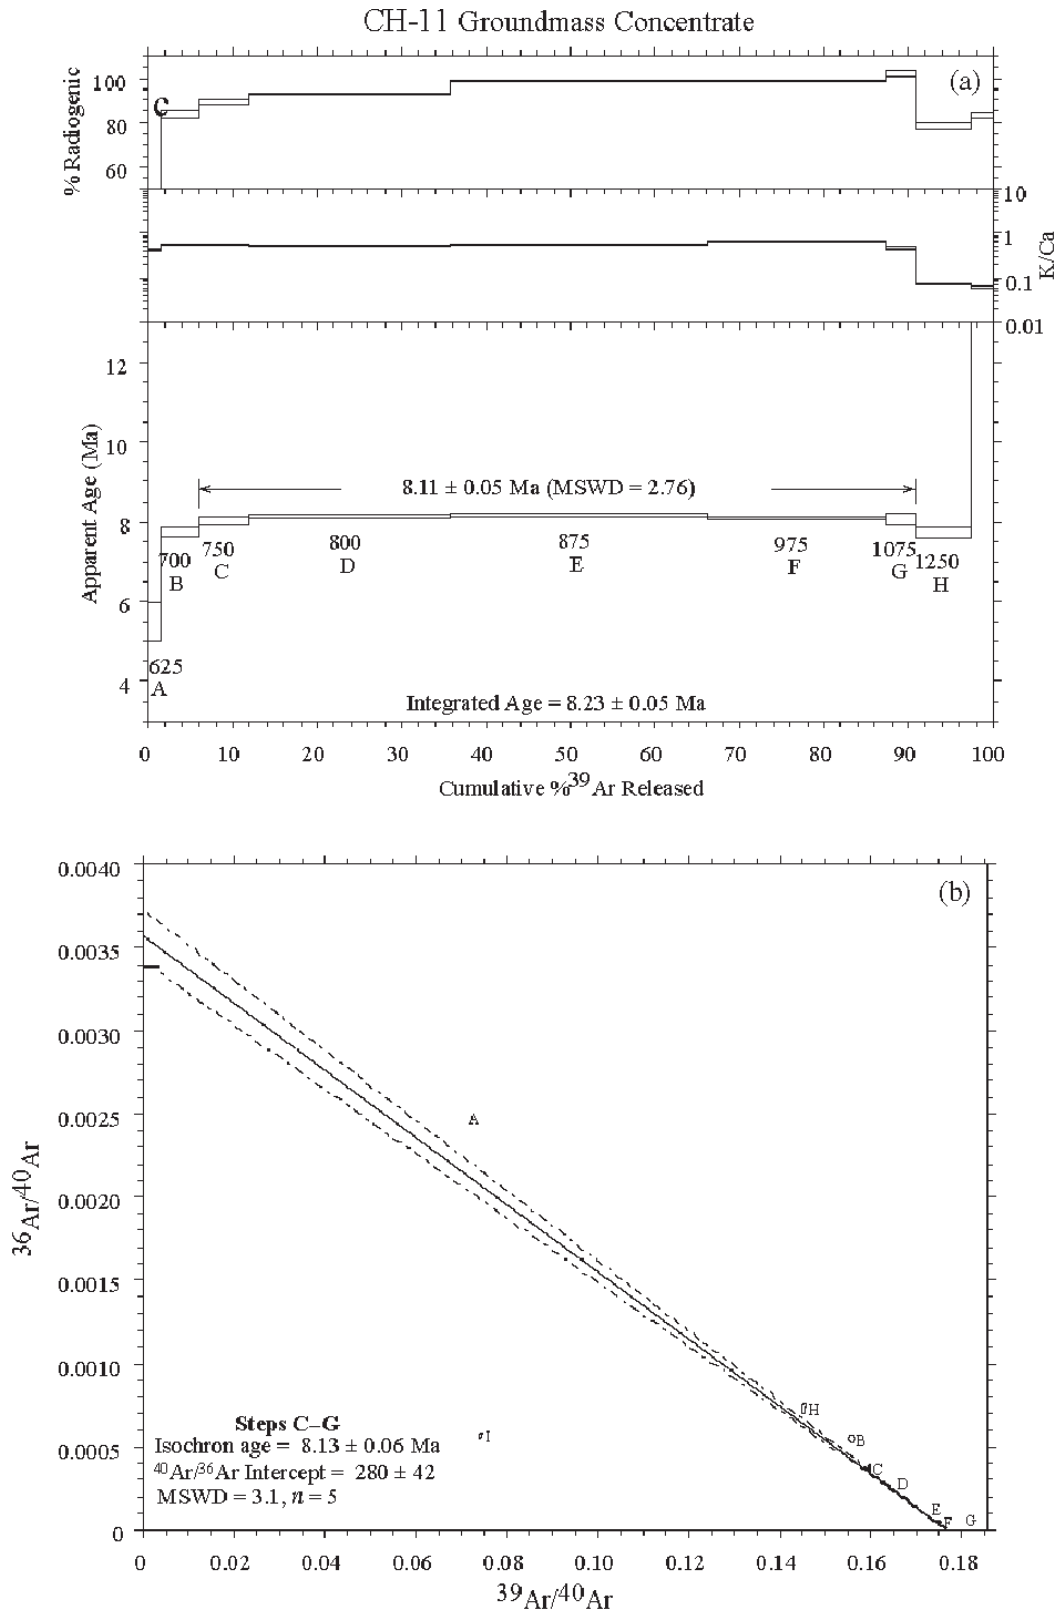 CH-11 Groundmass Concentrate
(a)
% Radiogenic
100
80
60
C
10
1
0.1
0.01
K/Ca
Apparent Age (Ma)
12
10
8
6
4
8.11 ± 0.05 Ma (MSWD = 2.76)
700
B
750
C
800
D
875
E
975
F
1075
G
1250
H
625
A
Integrated Age = 8.23 ± 0.05 Ma
0 10 20 30 40 50 60 70 80 90 100
Cumulative %39Ar Released
(b)
36Ar/40Ar
0.0040
0.0035
0.0030
0.0025
0.0020
0.0015
0.0010
0.0005
0
A
H
I
B
C
D
E
F
G
Steps C–G
Isochron age = 8.13 ± 0.06 Ma
40Ar/36Ar Intercept = 280 ± 42
MSWD = 3.1, n = 5
0 0.02 0.04 0.06 0.08 0.10 0.12 0.14 0.16 0.18
39Ar/40Ar